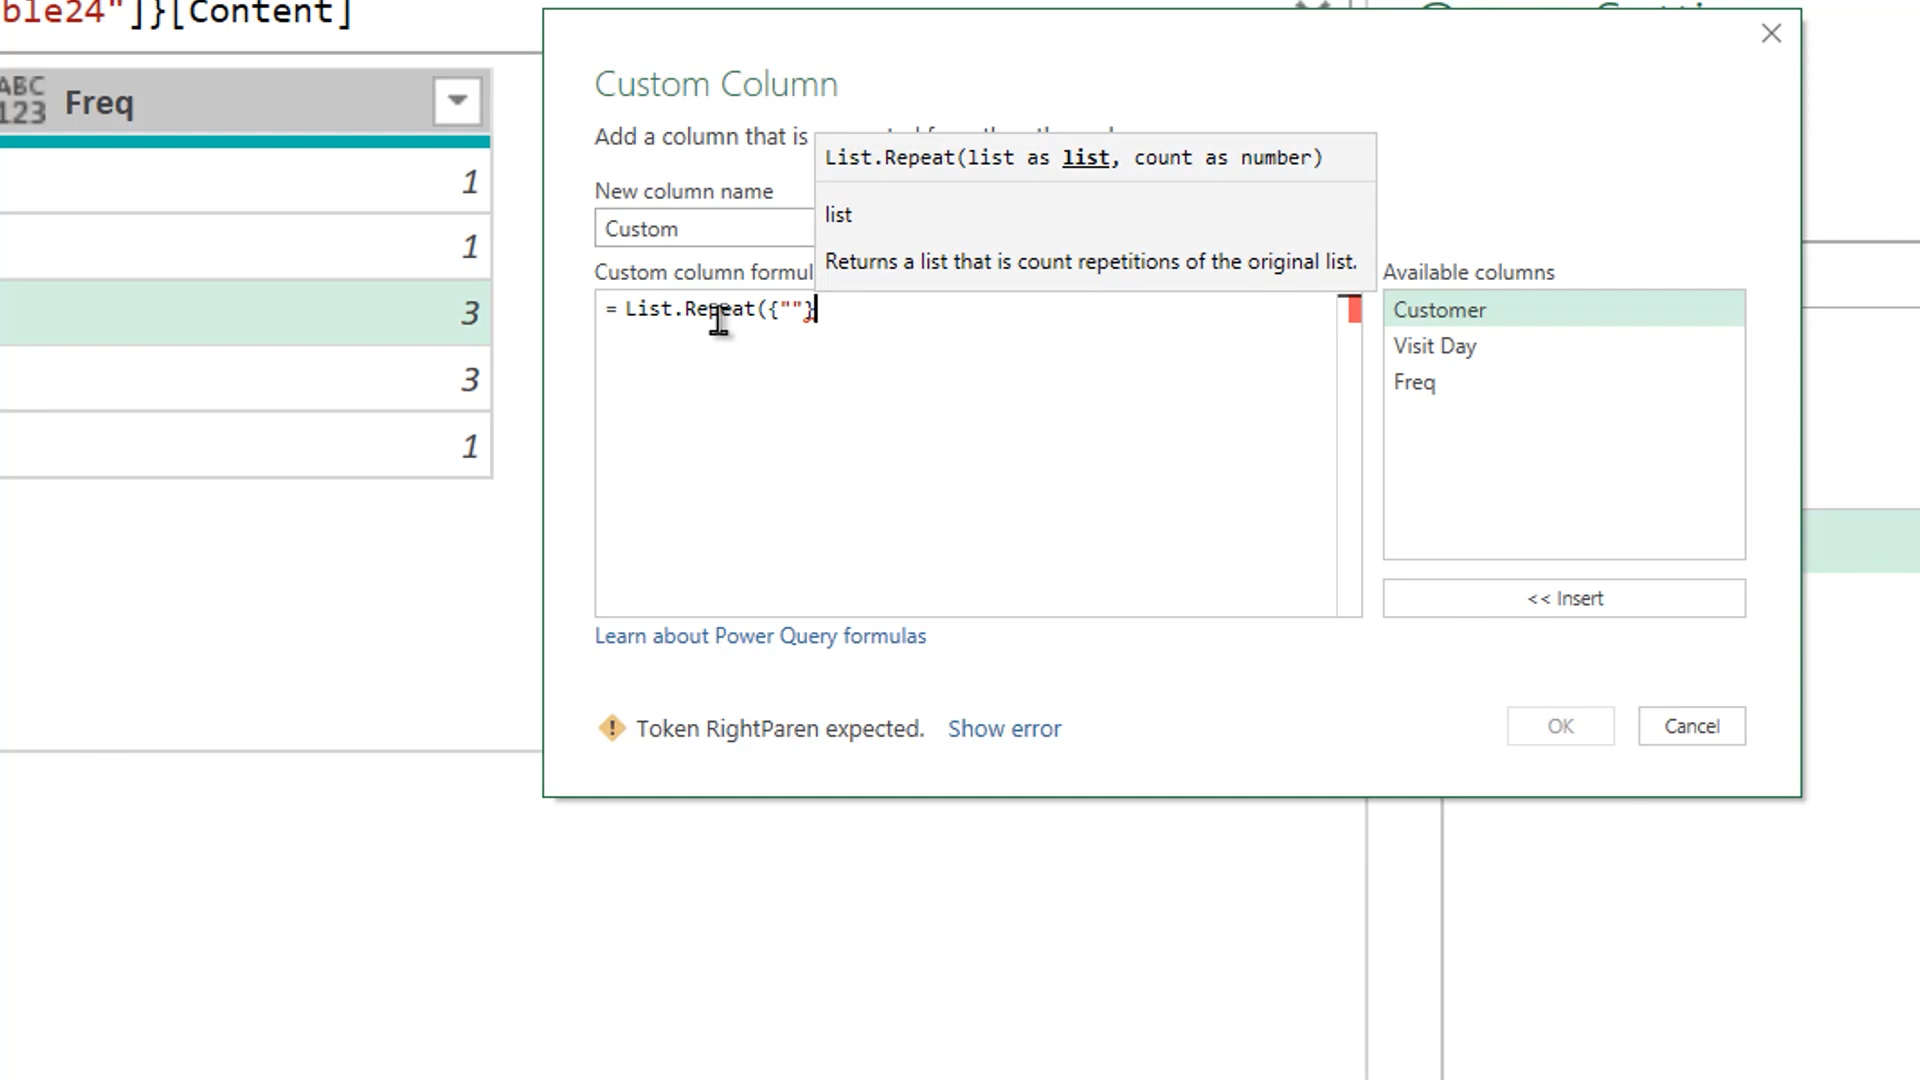 ble24"]}[Content]
ABC
123 Freq
1
1
3
3
1
Custom Column
Add a column that is
List.Repeat(list as list, count as number)
list
Returns a list that is count repetitions of the original list.
New column name
Custom
Custom column formul
= List.Repeat({""}
Available columns
Customer
Visit Day
Freq
<< Insert
Learn about Power Query formulas
Token RightParen expected. Show error
OK
Cancel